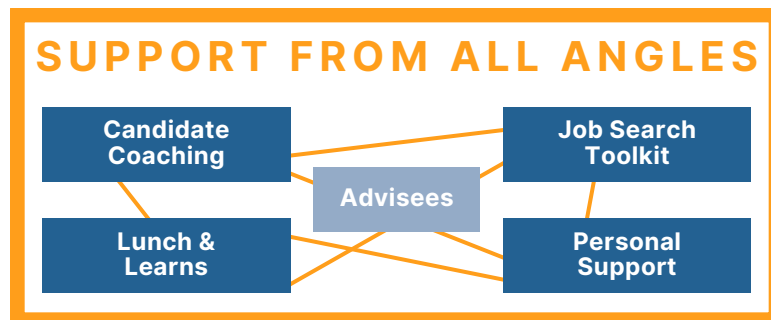 SUPPORT FROM ALL ANGLES
Candidate
Coaching
Job Search
Toolkit
Advisees
Lunch &
Learns
Personal
Support